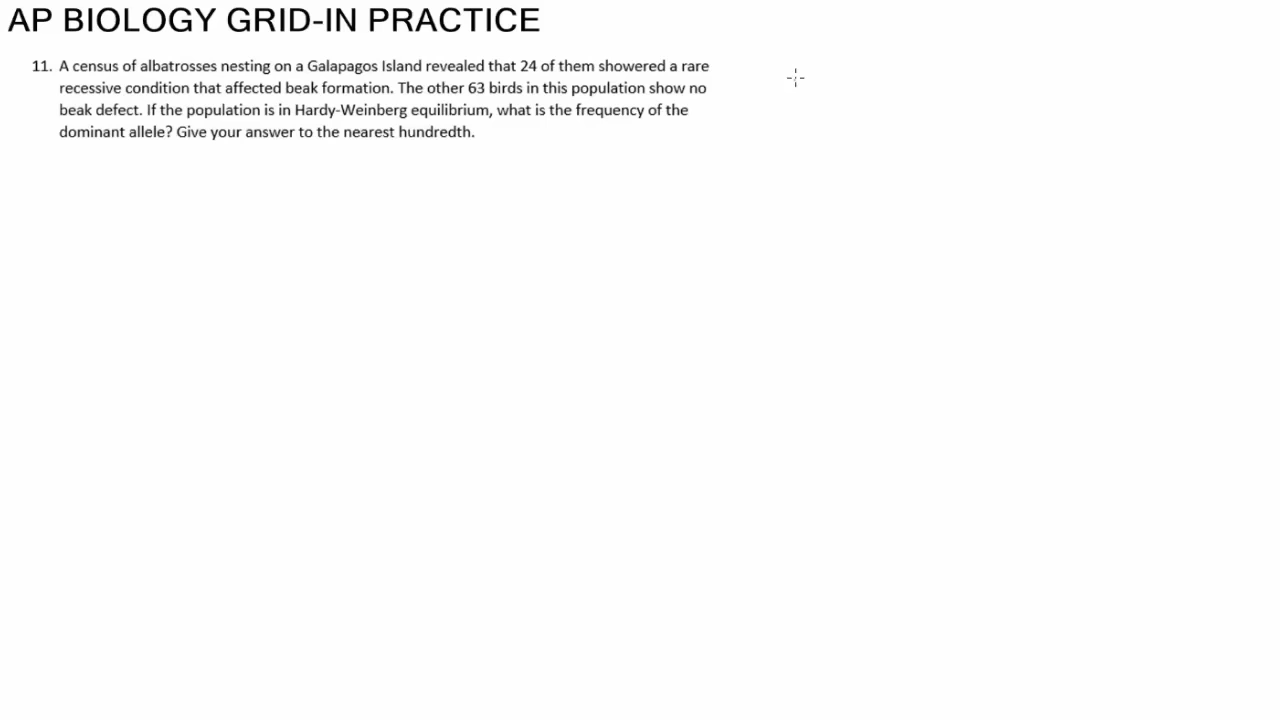 AP BIOLOGY GRID-IN PRACTICE
11. A census of albatrosses nesting on a Galapagos Island revealed that 24 of them showered a rare
recessive condition that affected beak formation. The other 63 birds in this population show no
beak defect. If the population is in Hardy-Weinberg equilibrium, what is the frequency of the
dominant allele? Give your answer to the nearest hundredth.